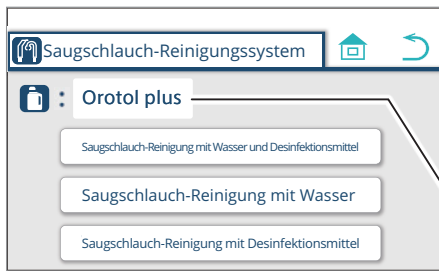 Saugschlauch-Reinigungssystem
: Orotol plus
Saugschlauch-Reinigung mit Wasser und Desinfektionsmittel
Saugschlauch-Reinigung mit Wasser
Saugschlauch-Reinigung mit Desinfektionsmittel